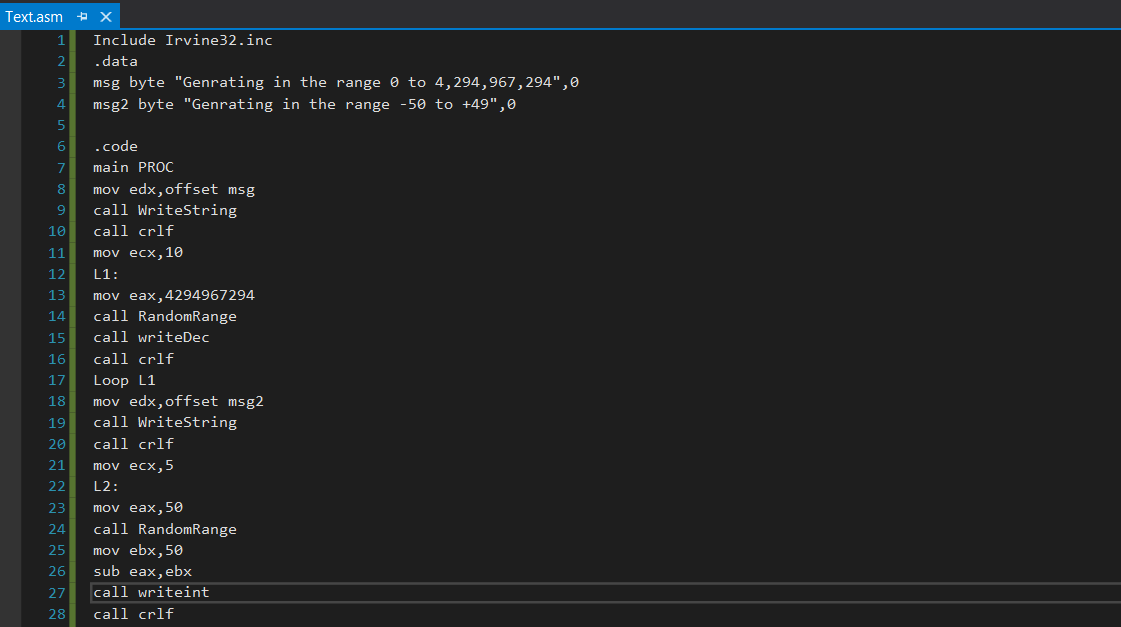 Text.asm
1 Include Irvine32.inc
2 .data
3 msg byte "Genrating in the range 0 to 4,294,967,294",0
4 msg2 byte "Genrating in the range -50 to +49",0
5
6 .code
7 main PROC
8 mov edx,offset msg
9 call WriteString
10 call crlf
11 mov ecx,10
12 L1:
13 mov eax,4294967294
14 call RandomRange
15 call writeDec
16 call crlf
17 Loop L1
18 mov edx,offset msg2
19 call WriteString
20 call crlf
21 mov ecx,5
22 L2:
23 mov eax,50
24 call RandomRange
25 mov ebx,50
26 sub eax,ebx
27 call writeint
28 call crlf